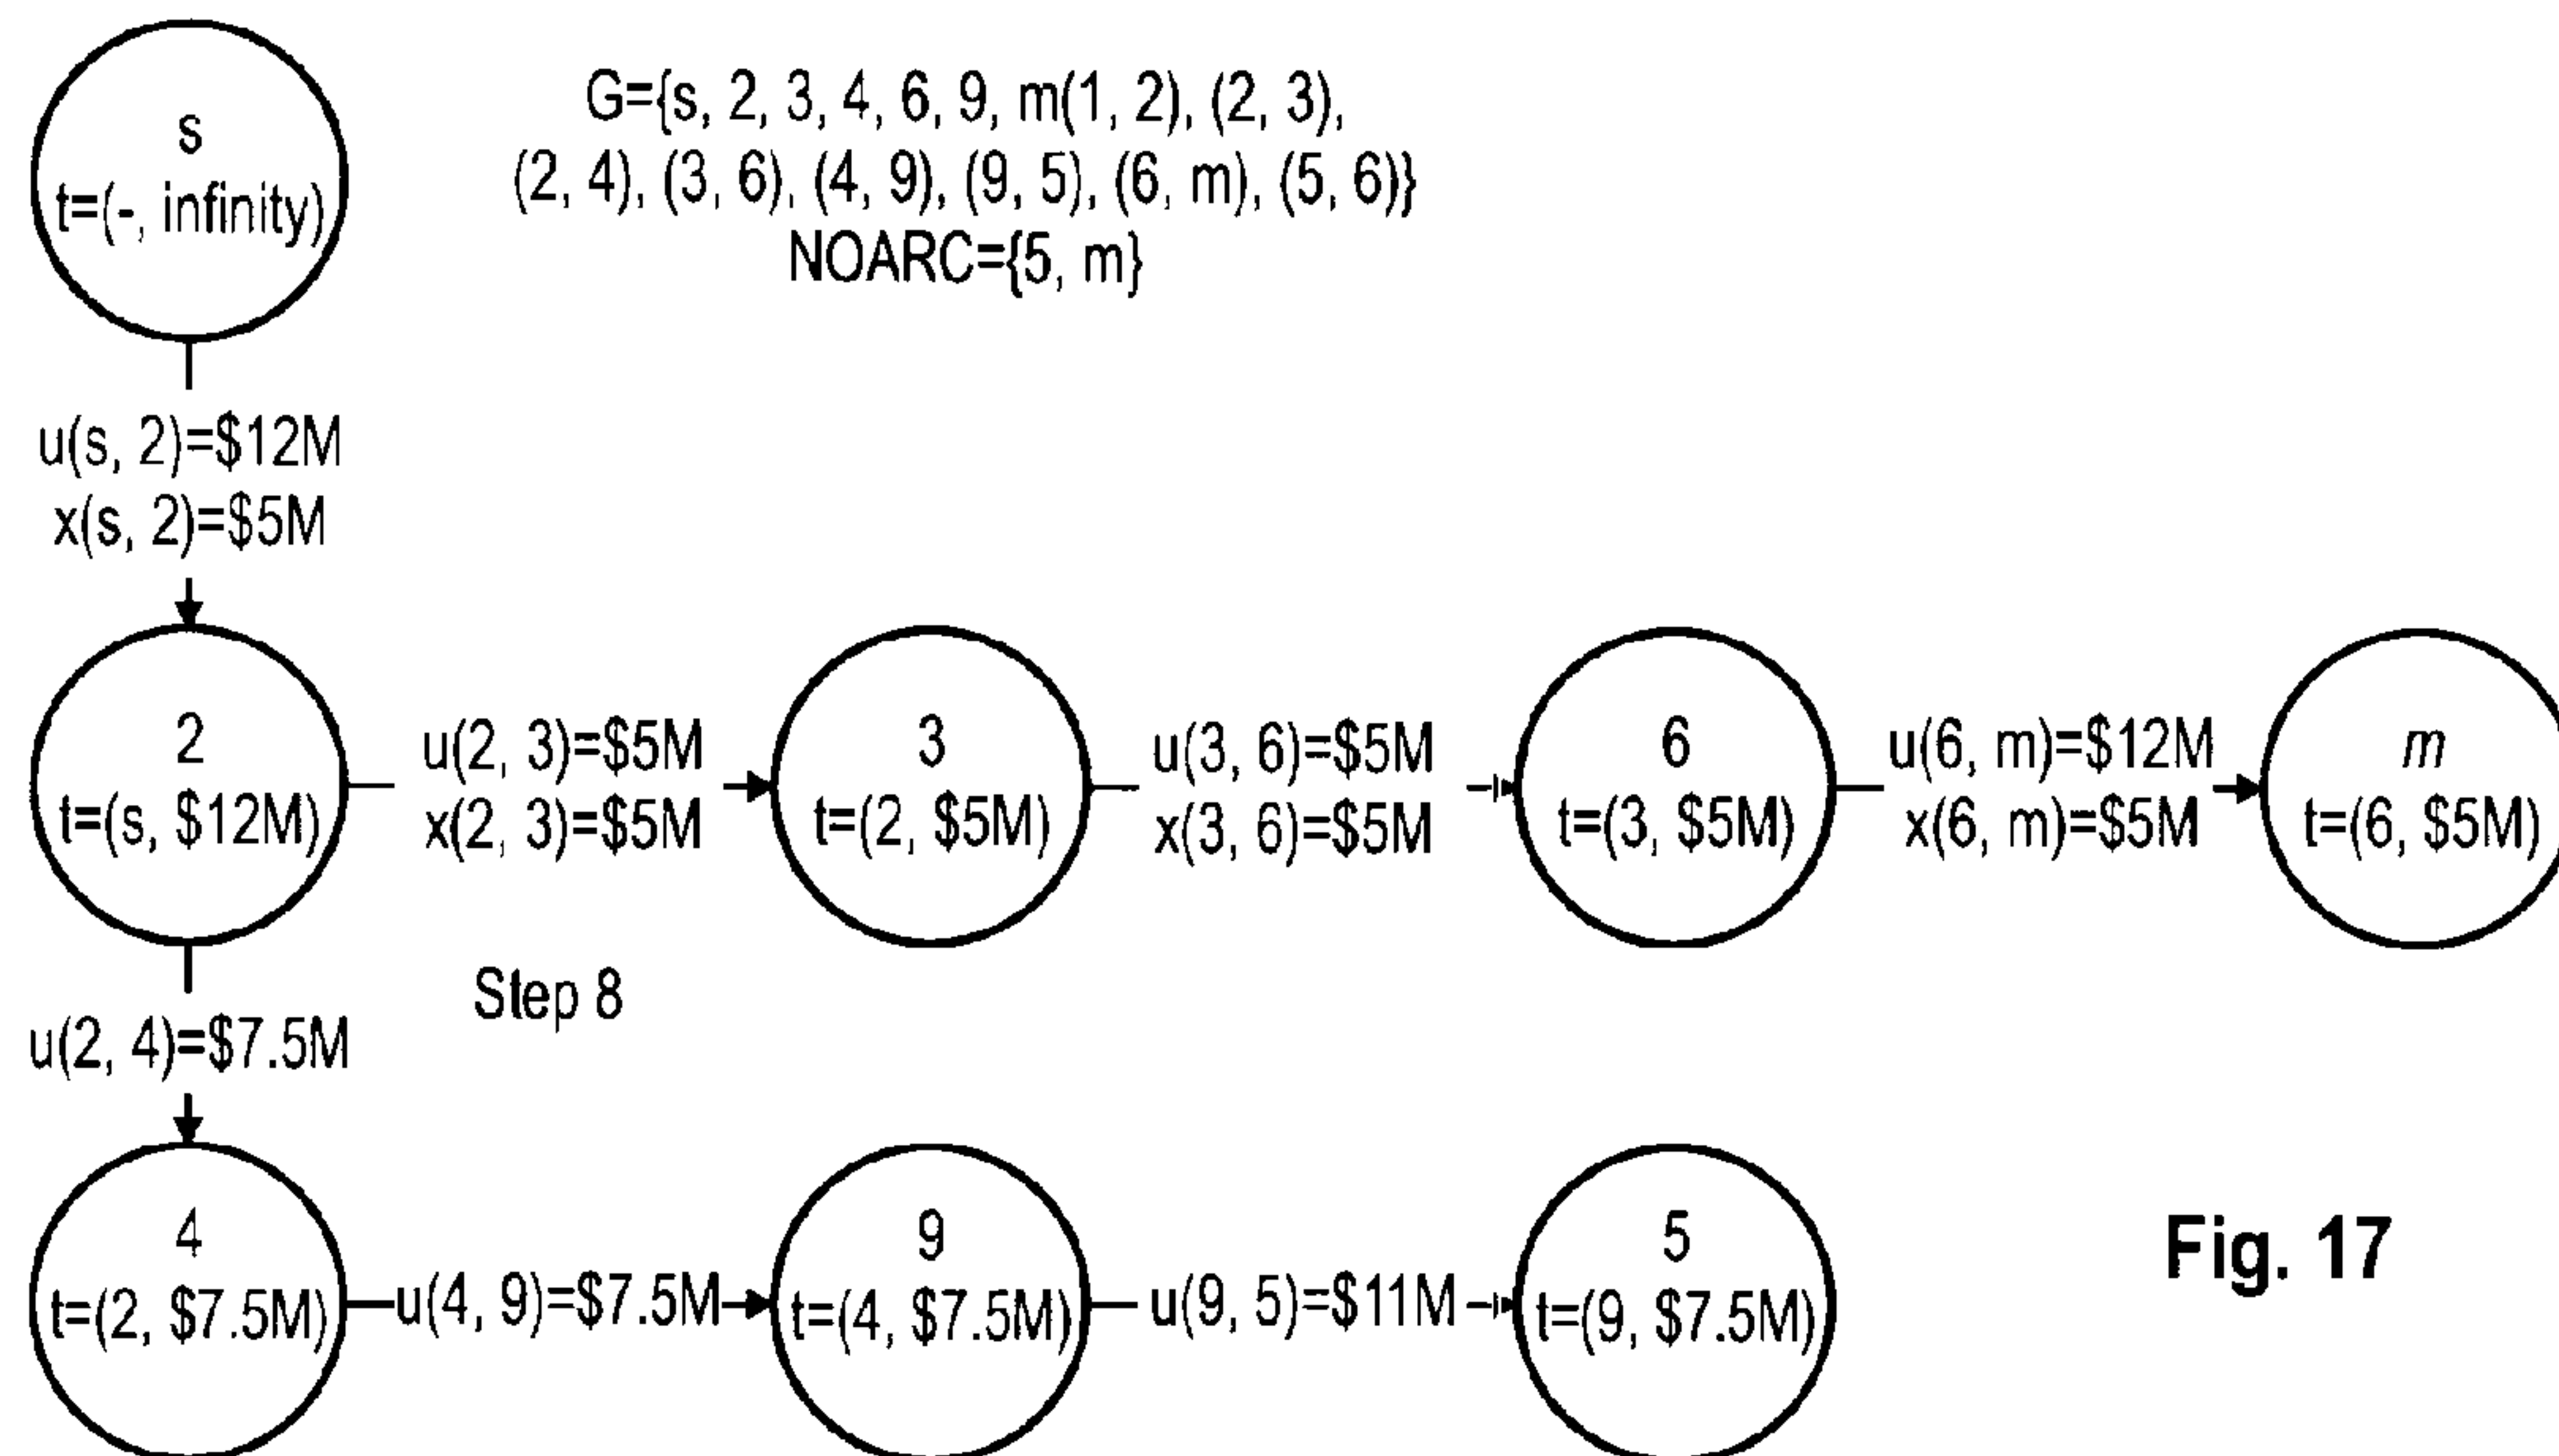 s
t=(-, infinity)
G={s, 2, 3, 4, 6, 9, m(1, 2), (2, 3),
(2, 4), (3, 6), (4, 9), (9, 5), (6, m), (5, 6)}
NOARC={5, m}
u(s, 2)=$12M
x(s, 2)=$5M
2
t=(s, $12M)
u(2, 3)=$5M
x(2, 3)=$5M
3
t=(2, $5M)
u(3, 6)=$5M
x(3, 6)=$5M
6
t=(3, $5M)
u(6, m)=$12M
x(6, m)=$5M
m
t=(6, $5M)
Step 8
u(2, 4)=$7.5M
4
t=(2, $7.5M)
u(4, 9)=$7.5M
9
t=(4, $7.5M)
u(9, 5)=$11M
5
t=(9, $7.5M)
Fig. 17